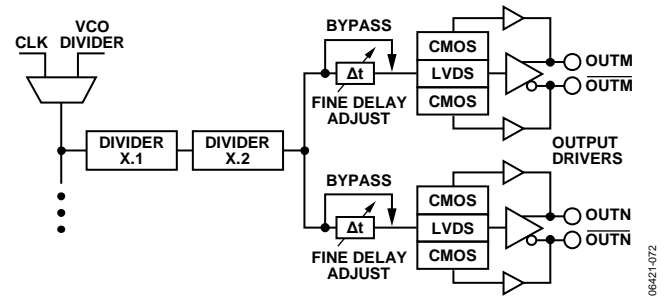 CLK
VCO
DIVIDER
DIVIDER
X.1
DIVIDER
X.2
BYPASS
Δt
FINE DELAY
ADJUST
CMOS
LVDS
CMOS
OUTM
OUTM
OUTPUT
DRIVERS
BYPASS
Δt
FINE DELAY
ADJUST
CMOS
LVDS
CMOS
OUTN
OUTN
06421-072